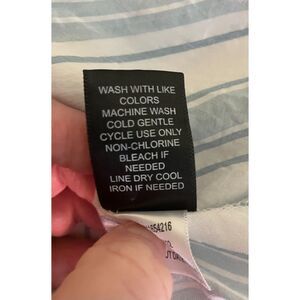 WASH WITH LIKE
COLORS
MACHINE WASH
COLD GENTLE
CYCLE USE ONLY
NON-CHLORINE
BLEACH IF
NEEDED
LINE DRY COOL
IRON IF NEEDED